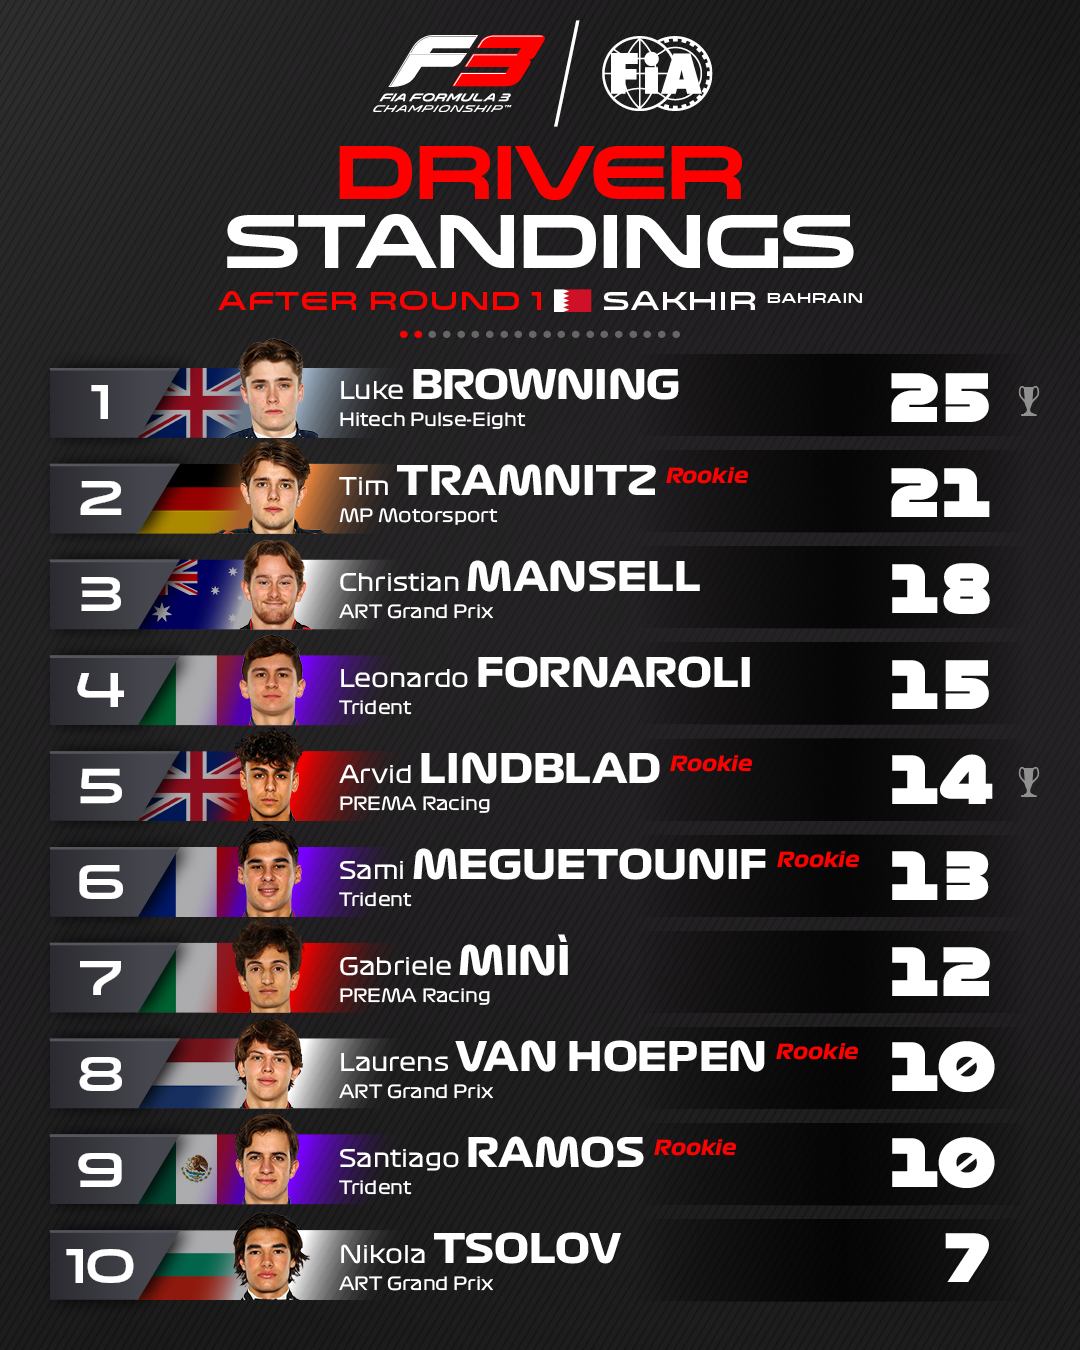 F3
FIA FORMULA 3
CHAMPIONSHIP™
FiA
DRIVER
STANDINGS
AFTER ROUND 1 SAKHIR BAHRAIN
1 Luke BROWNING 25
Hitech Pulse-Eight
2 Tim TRAMNITZ Rookie 21
MP Motorsport
3 Christian MANSELL 18
ART Grand Prix
4 Leonardo FORNAROLI 15
Trident
5 Arvid LINDBLAD Rookie 14
PREMA Racing
6 Sami MEGUETOUNIF Rookie 13
Trident
7 Gabriele MINÌ 12
PREMA Racing
8 Laurens VAN HOEPEN Rookie 10
ART Grand Prix
9 Santiago RAMOS Rookie 10
Trident
10 Nikola TSOLOV 7
ART Grand Prix